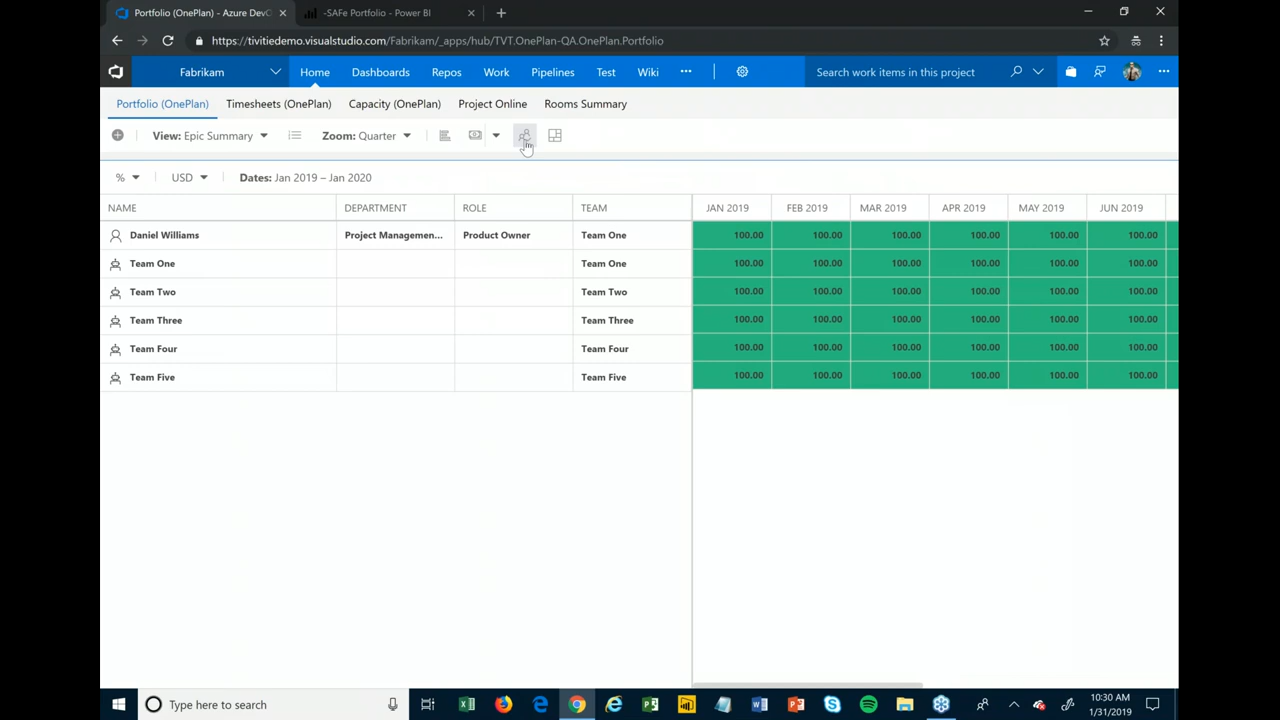 Portfolio (OnePlan) - Azure DevO
-SAFe Portfolio - Power BI
https://tivitiedemo.visualstudio.com/Fabrikam/_apps/hub/TVT.OnePlan-QA.OnePlan.Portfolio
Fabrikam Home Dashboards Repos Work Pipelines Test Wiki Search work items in this project
Portfolio (OnePlan) Timesheets (OnePlan) Capacity (OnePlan) Project Online Rooms Summary
View: Epic Summary Zoom: Quarter
% USD Dates: Jan 2019 – Jan 2020
NAME DEPARTMENT ROLE TEAM JAN 2019 FEB 2019 MAR 2019 APR 2019 MAY 2019 JUN 2019
Daniel Williams Project Managemen... Product Owner Team One 100.00 100.00 100.00 100.00 100.00 100.00
Team One Team One 100.00 100.00 100.00 100.00 100.00 100.00
Team Two Team Two 100.00 100.00 100.00 100.00 100.00 100.00
Team Three Team Three 100.00 100.00 100.00 100.00 100.00 100.00
Team Four Team Four 100.00 100.00 100.00 100.00 100.00 100.00
Team Five Team Five 100.00 100.00 100.00 100.00 100.00 100.00
Type here to search
10:30 AM
1/31/2019